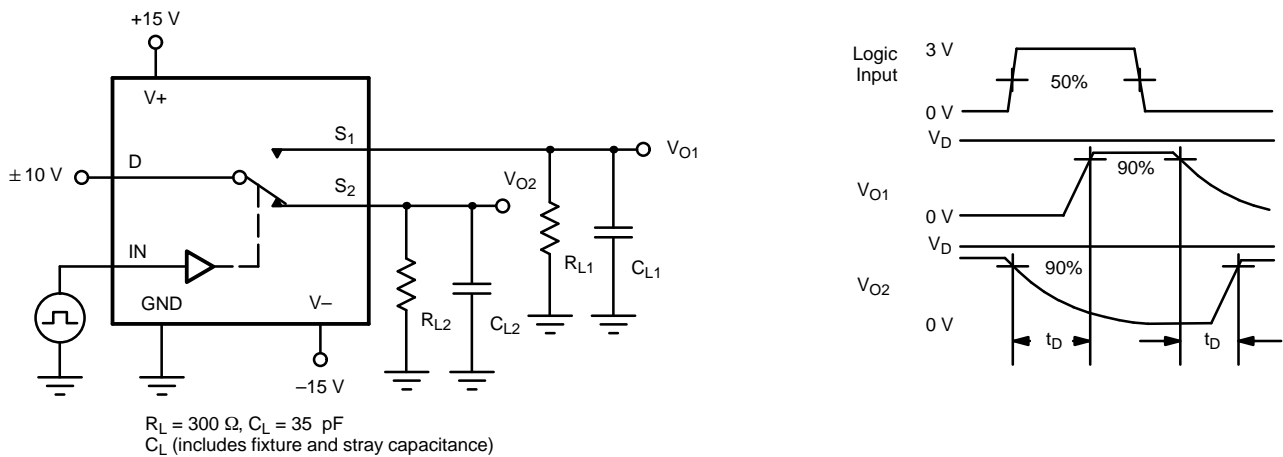 +15 V
V+
S1
VO1
± 10 V
D
S2
VO2
IN
RL1
CL1
GND
V–
RL2
CL2
–15 V
RL = 300 Ω, CL = 35 pF
CL (includes fixture and stray capacitance)
Logic
Input
3 V
50%
0 V
VD
90%
VO1
0 V
VD
90%
VO2
0 V
tD
tD